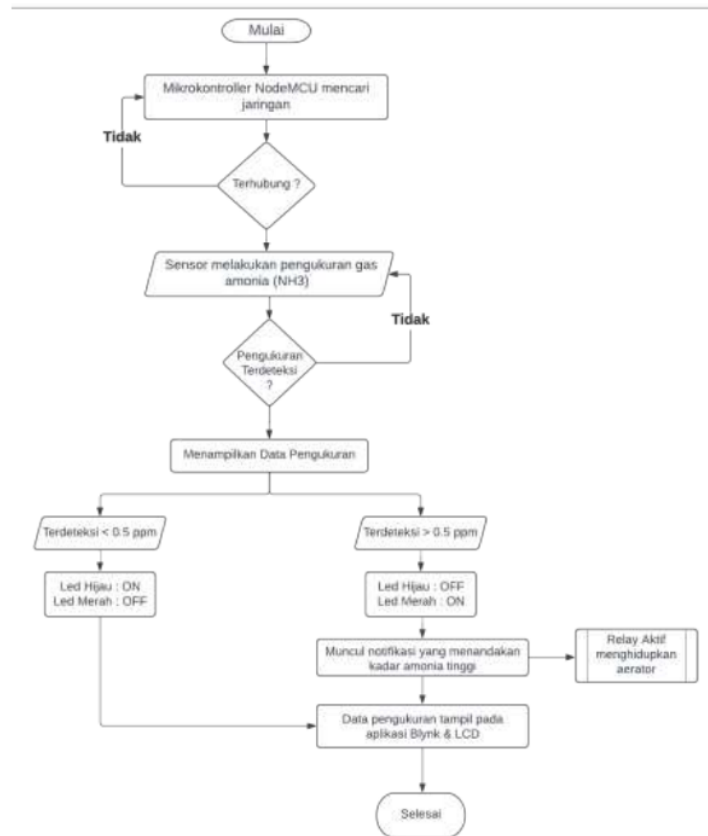 Mulai
Mikrokontroller NodeMCU mencari
jaringan
Tidak
Terhubung ?
Sensor melakukan pengukuran gas
amonia (NH3)
Tidak
Pengukuran
Terdeteksi
?
Menampilkan Data Pengukuran
Terdeteksi < 0.5 ppm
Terdeteksi > 0.5 ppm
Led Hijau : ON
Led Merah : OFF
Led Hijau : OFF
Led Merah : ON
Muncul notifikasi yang menandakan
kadar amonia tinggi
Relay Aktif
menghidupkan
aerator
Data pengukuran tampil pada
aplikasi Blynk & LCD
Selesai